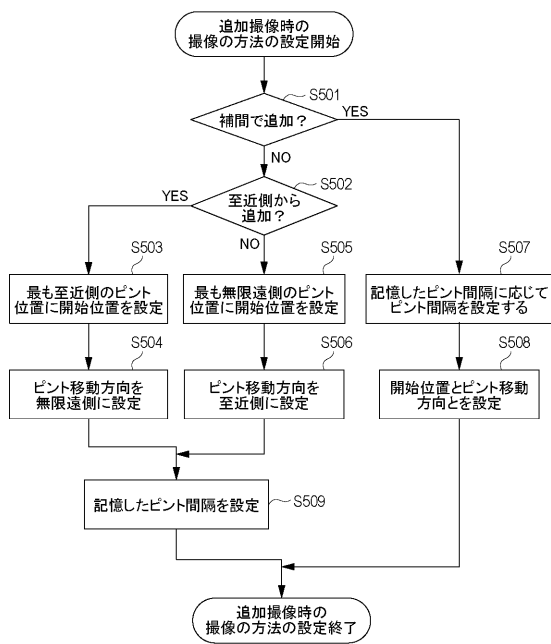 追加撮像時の
撮像の方法の設定開始
S501
補間で追加？
YES
NO
S502
至近側から
追加？
YES
NO
S503
最も至近側のピント
位置に開始位置を設定
S505
最も無限遠側のピント
位置に開始位置を設定
S507
記憶したピント間隔に応じて
ピント間隔を設定する
S504
ピント移動方向を
無限遠側に設定
S506
ピント移動方向を
至近側に設定
S508
開始位置とピント移動
方向とを設定
記憶したピント間隔を設定
S509
追加撮像時の
撮像の方法の設定終了